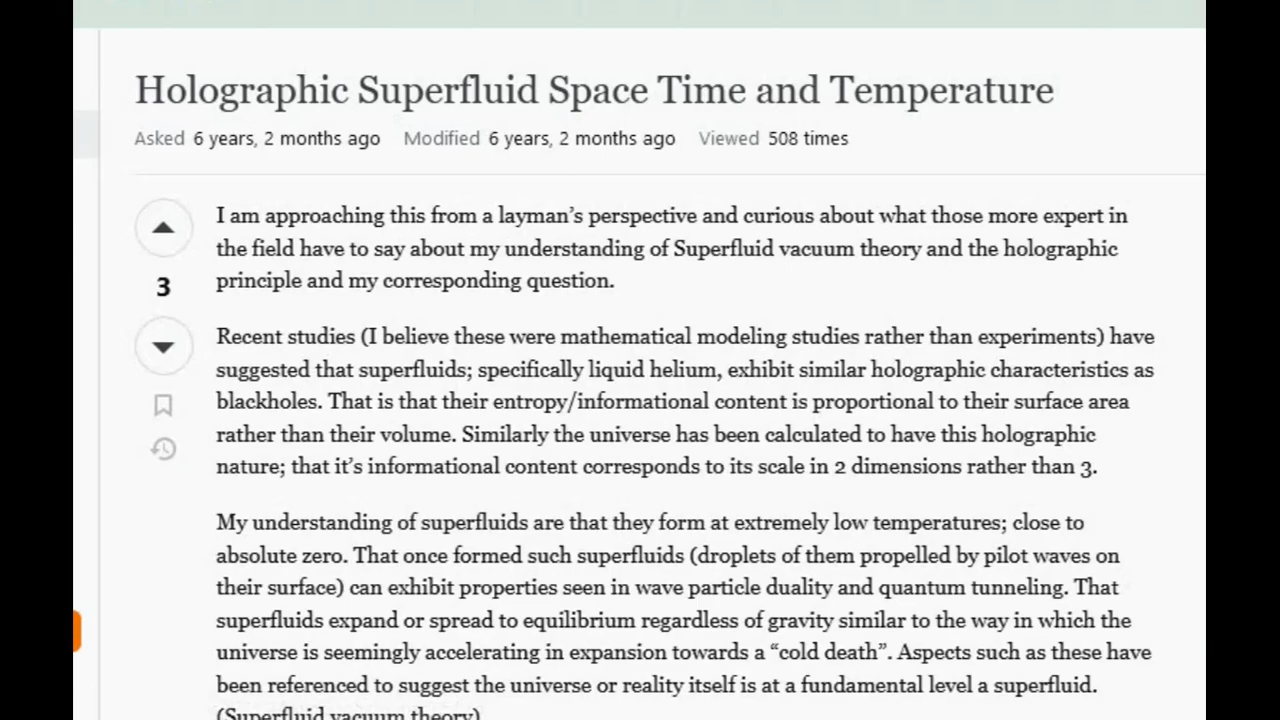 Holographic Superfluid Space Time and Temperature
Asked 6 years, 2 months ago Modified 6 years, 2 months ago Viewed 508 times
I am approaching this from a layman’s perspective and curious about what those more expert in
the field have to say about my understanding of Superfluid vacuum theory and the holographic
3
principle and my corresponding question.
Recent studies (I believe these were mathematical modeling studies rather than experiments) have
suggested that superfluids; specifically liquid helium, exhibit similar holographic characteristics as
blackholes. That is that their entropy/informational content is proportional to their surface area
rather than their volume. Similarly the universe has been calculated to have this holographic
nature; that it’s informational content corresponds to its scale in 2 dimensions rather than 3.
My understanding of superfluids are that they form at extremely low temperatures; close to
absolute zero. That once formed such superfluids (droplets of them propelled by pilot waves on
their surface) can exhibit properties seen in wave particle duality and quantum tunneling. That
superfluids expand or spread to equilibrium regardless of gravity similar to the way in which the
universe is seemingly accelerating in expansion towards a “cold death”. Aspects such as these have
been referenced to suggest the universe or reality itself is at a fundamental level a superfluid.
(Superfluid vacuum theory)